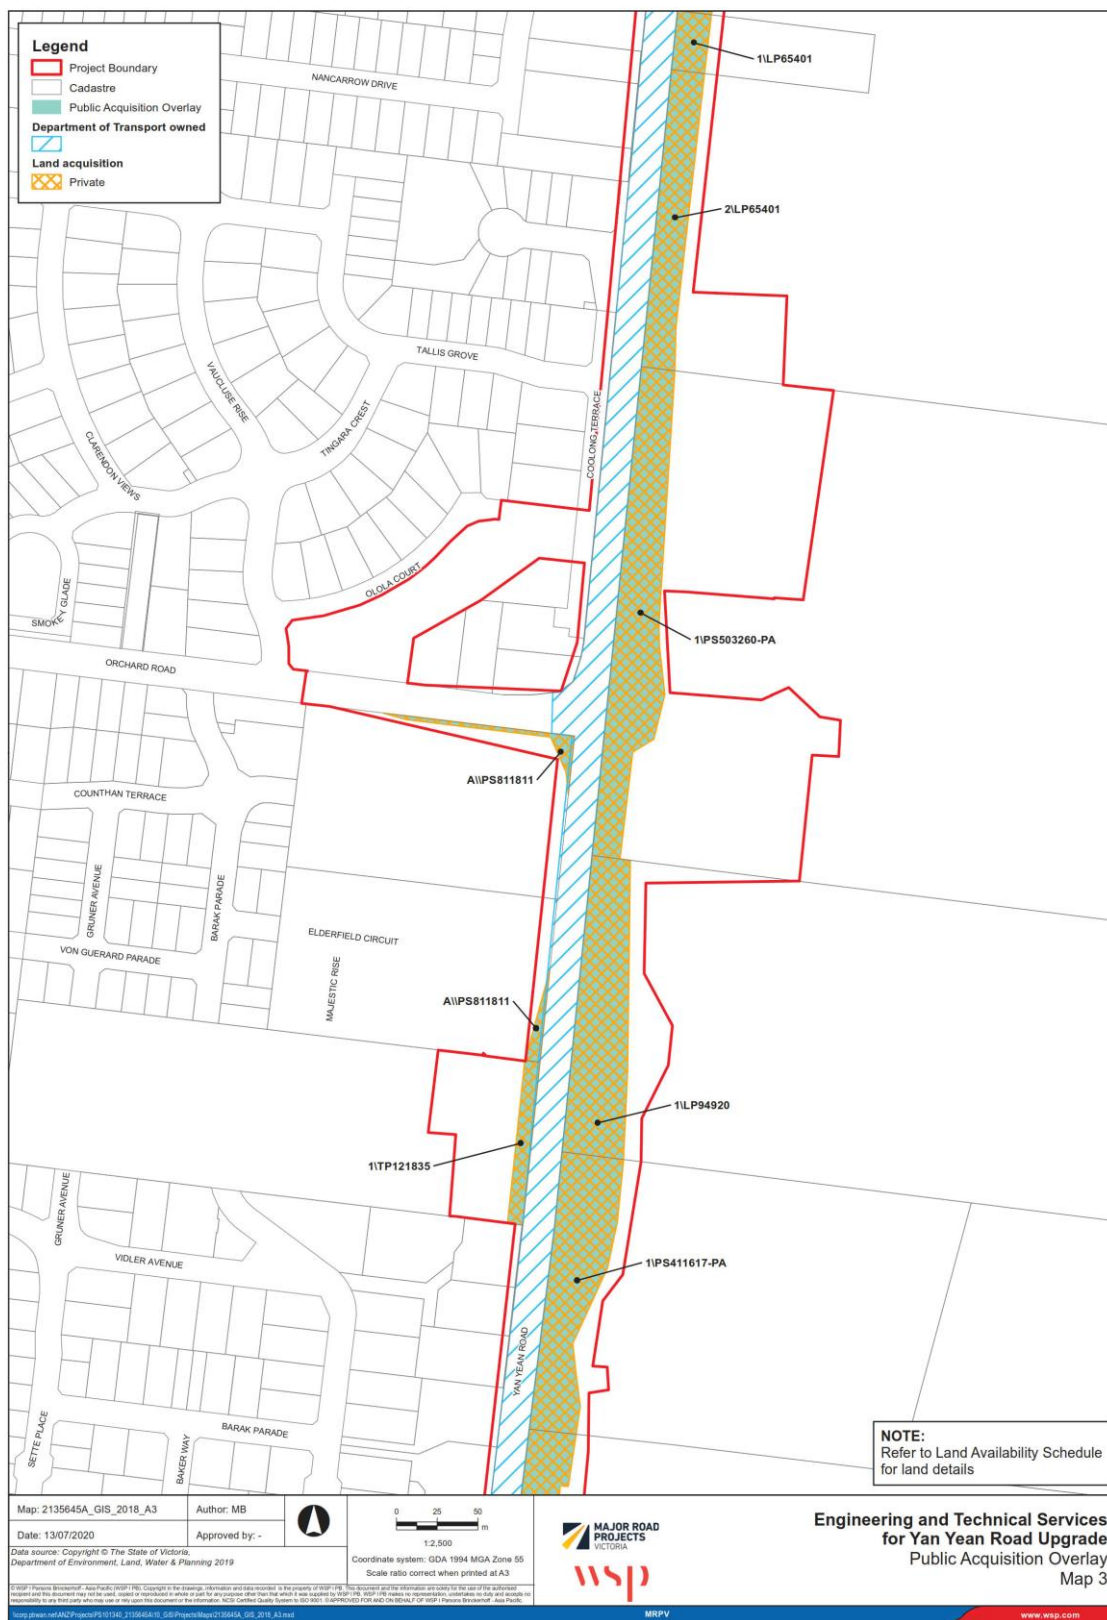 Legend
Project Boundary
Cadastre
Public Acquisition Overlay
Department of Transport owned
Land acquisition
Private
NANCARROW DRIVE
1\LP65401
2\LP65401
TALLIS GROVE
VAUCLUSE RISE
TINGARA CREST
COOLONG TERRACE
CLARENDON VIEWS
OLOLA COURT
SMOKEY GLADE
1\PS503260-PA
ORCHARD ROAD
A\\PS811811
COUNTHAN TERRACE
GRUNER AVENUE
BARAK PARADE
ELDERFIELD CIRCUIT
VON GUERARD PARADE
MAJESTIC RISE
A\\PS811811
1\LP94920
1\TP121835
GRUNER AVENUE
VIDLER AVENUE
1\PS411617-PA
YAN YEAN ROAD
SETTE PLACE
BARAK PARADE
BAKER WAY
NOTE:
Refer to Land Availability Schedule
for land details
Map: 2135645A_GIS_2018_A3
Author: MB
Date: 13/07/2020
Approved by: -
Data source: Copyright © The State of Victoria,
Department of Environment, Land, Water & Planning 2019
0 25 50
m
1:2,500
Coordinate system: GDA 1994 MGA Zone 55
Scale ratio correct when printed at A3
MAJOR ROAD
PROJECTS
VICTORIA
wsp
Engineering and Technical Services
for Yan Yean Road Upgrade
Public Acquisition Overlay
Map 3
MRPV
www.wsp.com